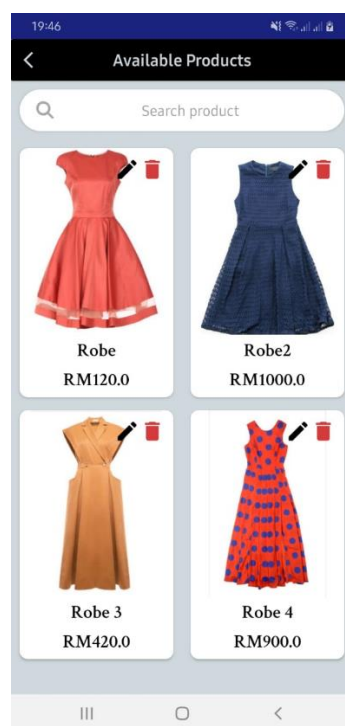 19:46
Available Products
Search product
Robe
RM120.0
Robe2
RM1000.0
Robe 3
RM420.0
Robe 4
RM900.0